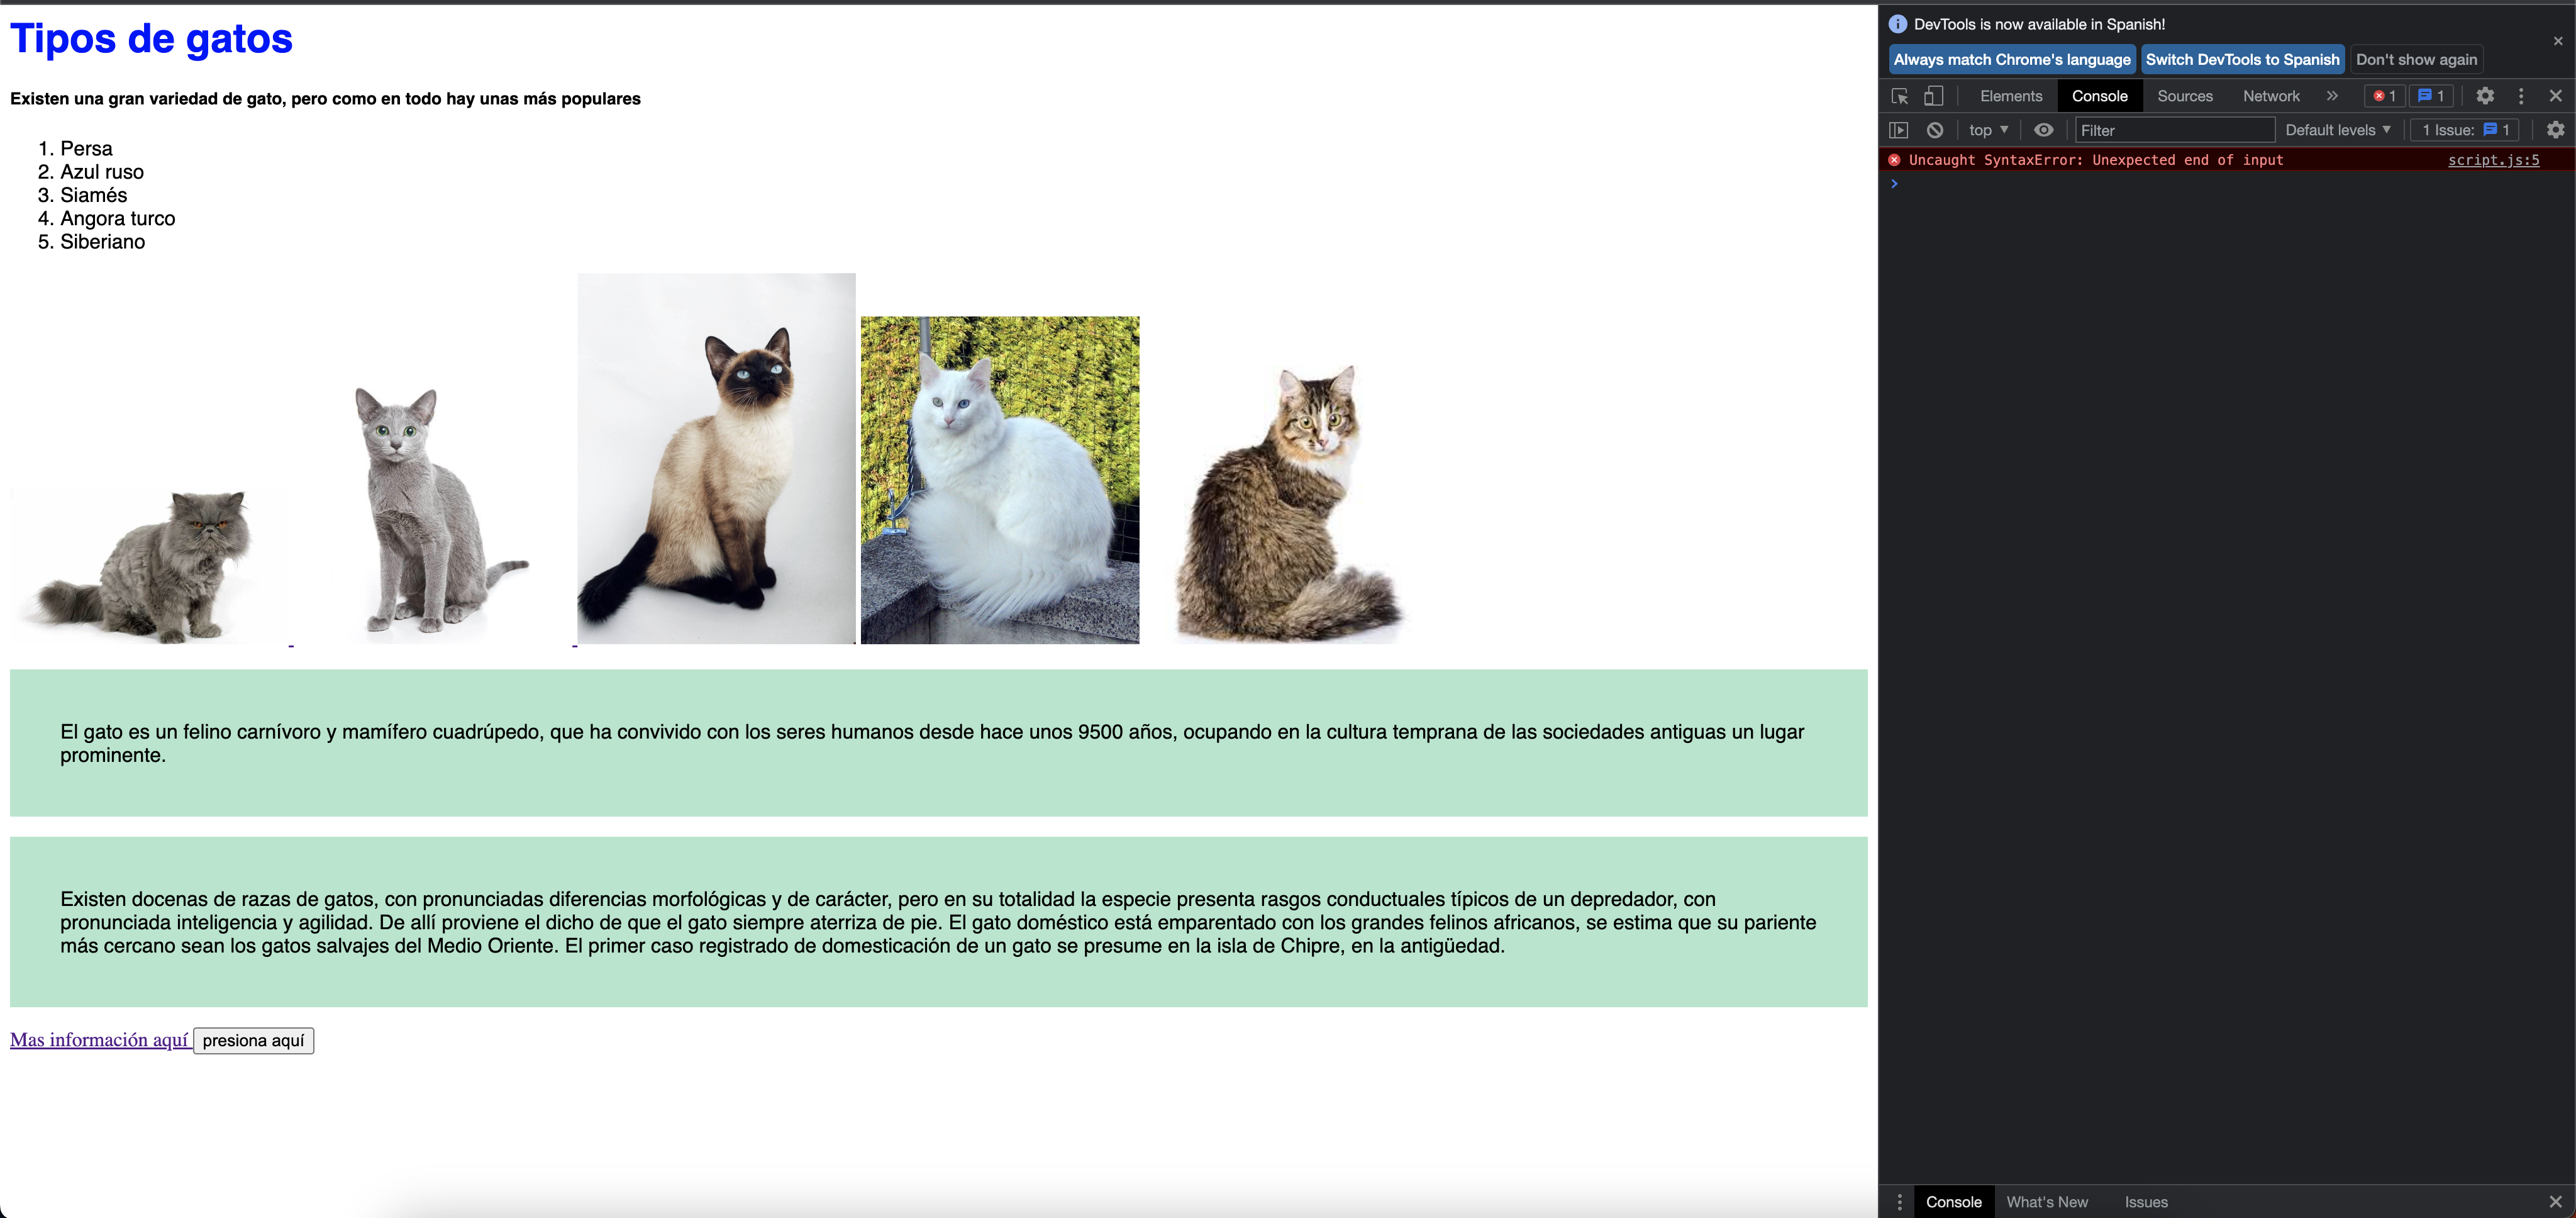 Tipos de gatos
Existen una gran variedad de gato, pero como en todo hay unas más populares
1. Persa
2. Azul ruso
3. Siamés
4. Angora turco
5. Siberiano
El gato es un felino carnívoro y mamífero cuadrúpedo, que ha convivido con los seres humanos desde hace unos 9500 años, ocupando en la cultura temprana de las sociedades antiguas un lugar
prominente.
Existen docenas de razas de gatos, con pronunciadas diferencias morfológicas y de carácter, pero en su totalidad la especie presenta rasgos conductuales típicos de un depredador, con
pronunciada inteligencia y agilidad. De allí proviene el dicho de que el gato siempre aterriza de pie. El gato doméstico está emparentado con los grandes felinos africanos, se estima que su pariente
más cercano sean los gatos salvajes del Medio Oriente. El primer caso registrado de domesticación de un gato se presume en la isla de Chipre, en la antigüedad.
Mas información aquí presiona aquí
DevTools is now available in Spanish!
Always match Chrome's language Switch DevTools to Spanish Don't show again
Elements Console Sources Network 1 1
top Filter Default levels 1 Issue: 1
Uncaught SyntaxError: Unexpected end of input script.js:5
Console What's New Issues